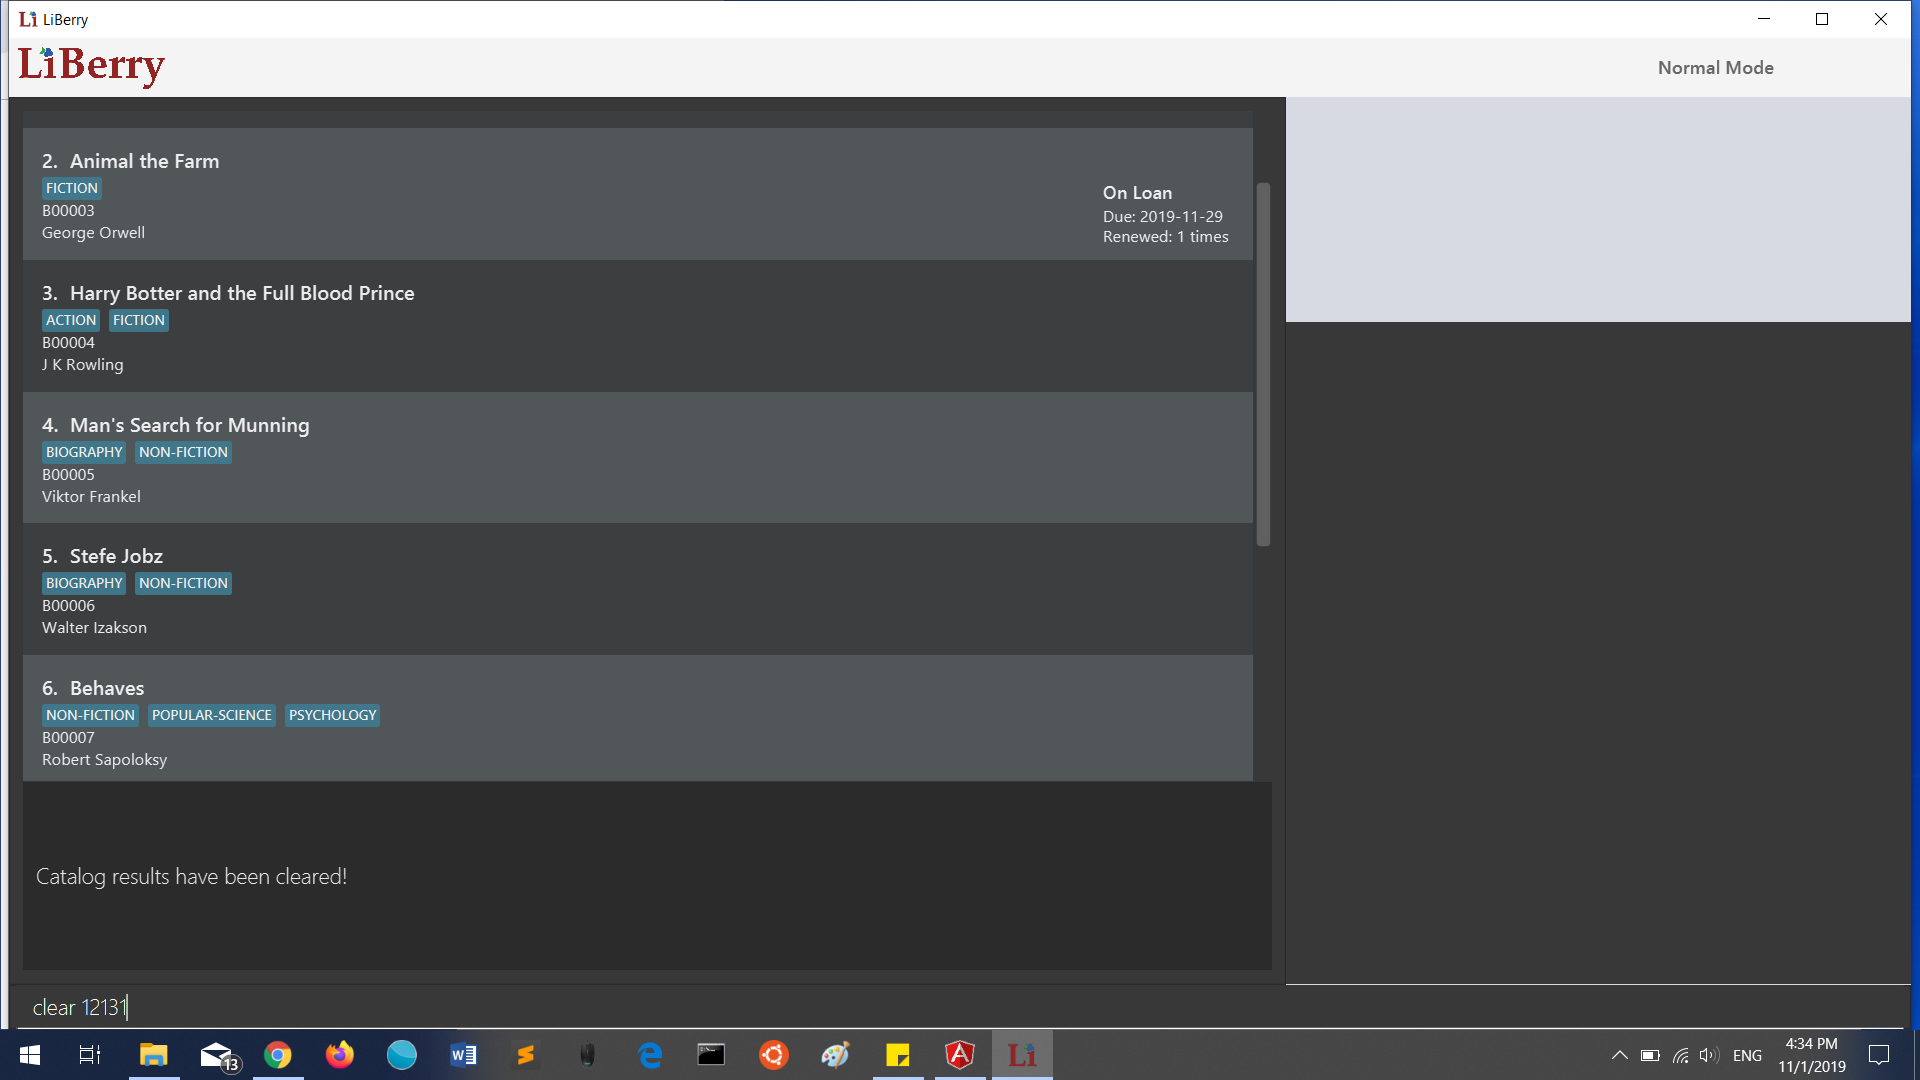 LiBerry
LiBerry
Normal Mode
2. Animal the Farm
FICTION
B00003
George Orwell
On Loan
Due: 2019-11-29
Renewed: 1 times
3. Harry Botter and the Full Blood Prince
ACTION FICTION
B00004
J K Rowling
4. Man's Search for Munning
BIOGRAPHY NON-FICTION
B00005
Viktor Frankel
5. Stefe Jobz
BIOGRAPHY NON-FICTION
B00006
Walter Izakson
6. Behaves
NON-FICTION POPULAR-SCIENCE PSYCHOLOGY
B00007
Robert Sapoloksy
Catalog results have been cleared!
clear 12131
13
ENG
4:34 PM
11/1/2019